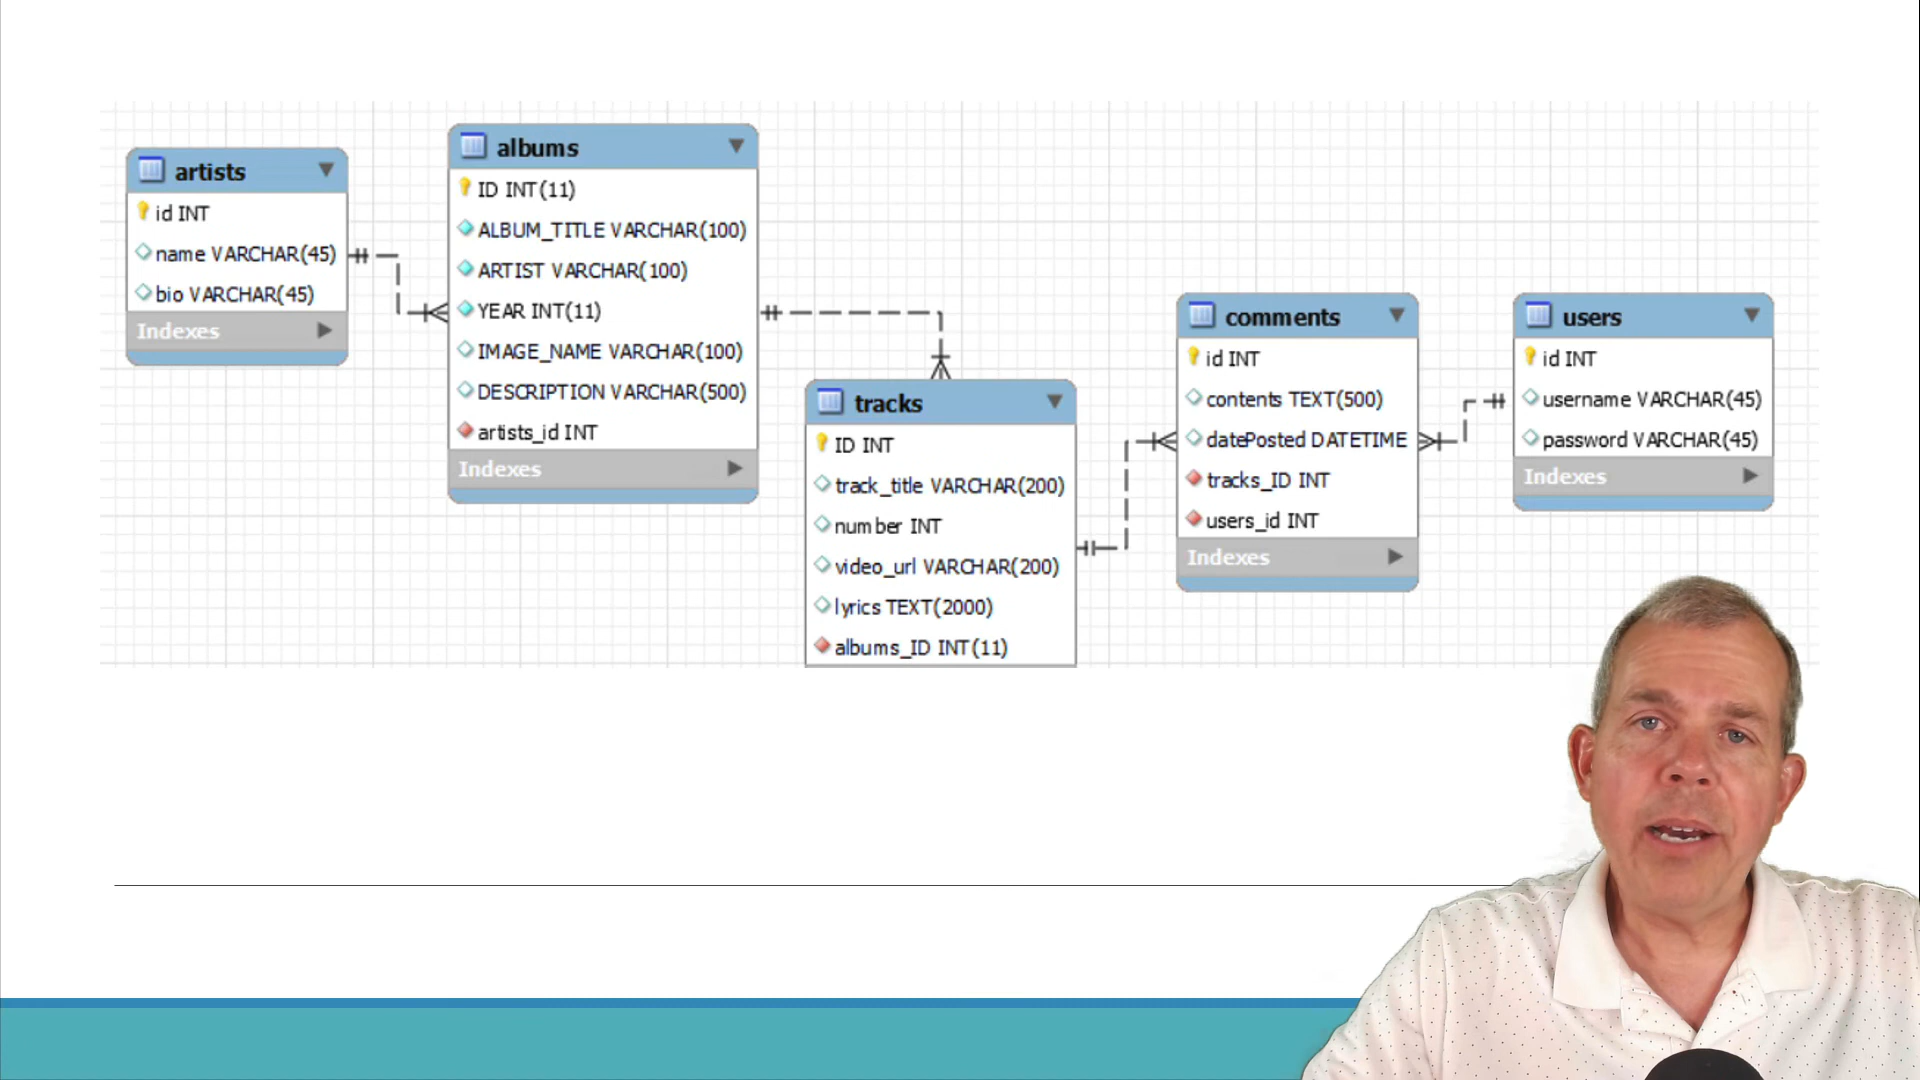 artists
id INT
name VARCHAR(45)
bio VARCHAR(45)
Indexes
albums
ID INT(11)
ALBUM_TITLE VARCHAR(100)
ARTIST VARCHAR(100)
YEAR INT(11)
IMAGE_NAME VARCHAR(100)
DESCRIPTION VARCHAR(500)
artists_id INT
Indexes
tracks
ID INT
track_title VARCHAR(200)
number INT
video_url VARCHAR(200)
lyrics TEXT(2000)
albums_ID INT(11)
comments
id INT
contents TEXT(500)
datePosted DATETIME
tracks_ID INT
users_id INT
Indexes
users
id INT
username VARCHAR(45)
password VARCHAR(45)
Indexes